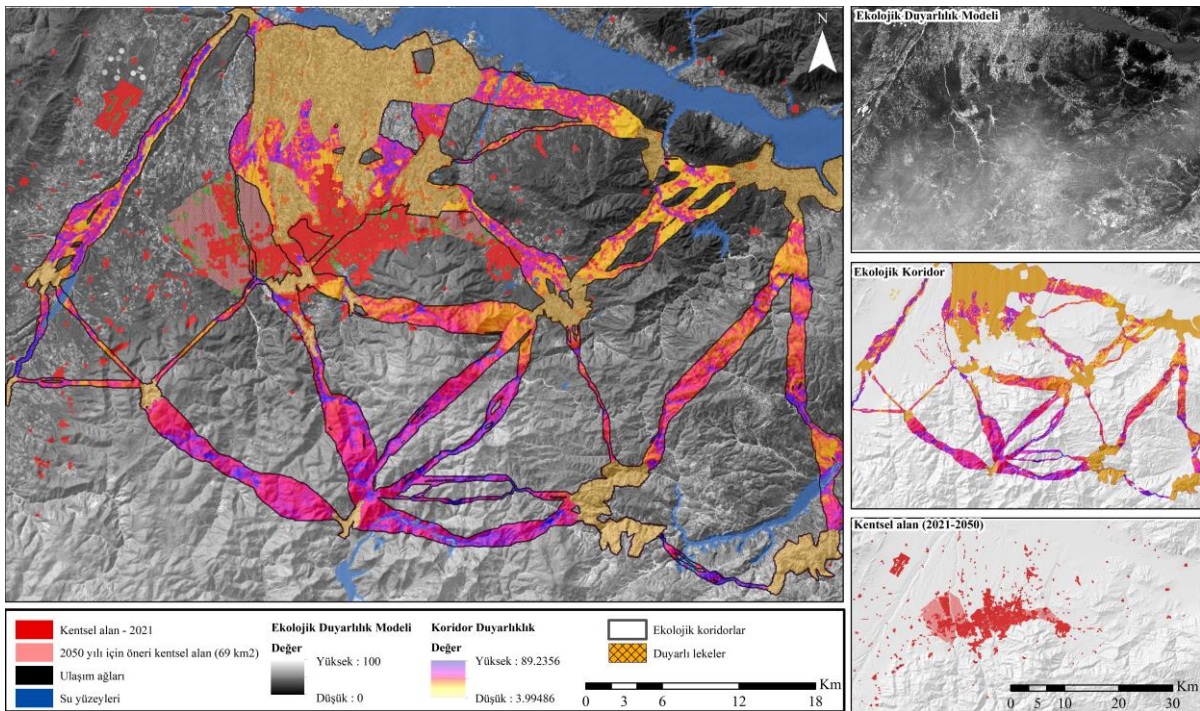 N
Ekolojik Duyarlılık Modeli
Ekolojik Koridor
Kentsel alan (2021-2050)
0 5 10 20 30
Km
Kentsel alan - 2021
2050 yılı için öneri kentsel alan (69 km2)
Ulaşım ağları
Su yüzeyleri
Ekolojik Duyarlılık Modeli
Değer
Yüksek : 100
Düşük : 0
Koridor Duyarlıklık
Değer
Yüksek : 89.2356
Düşük : 3.99486
Ekolojik koridorlar
Duyarlı lekeler
Km
0 3 6 12 18